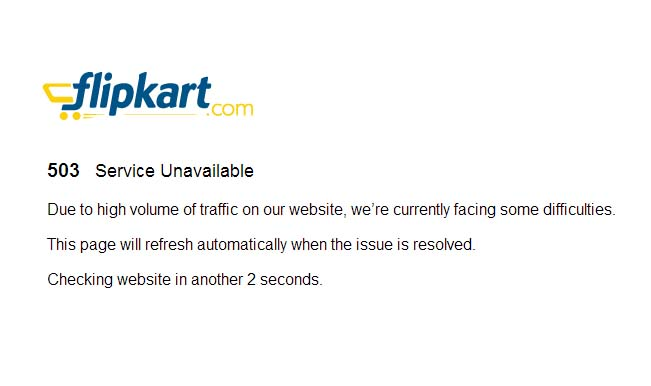 flipkart.com
503 Service Unavailable
Due to high volume of traffic on our website, we’re currently facing some difficulties.
This page will refresh automatically when the issue is resolved.
Checking website in another 2 seconds.